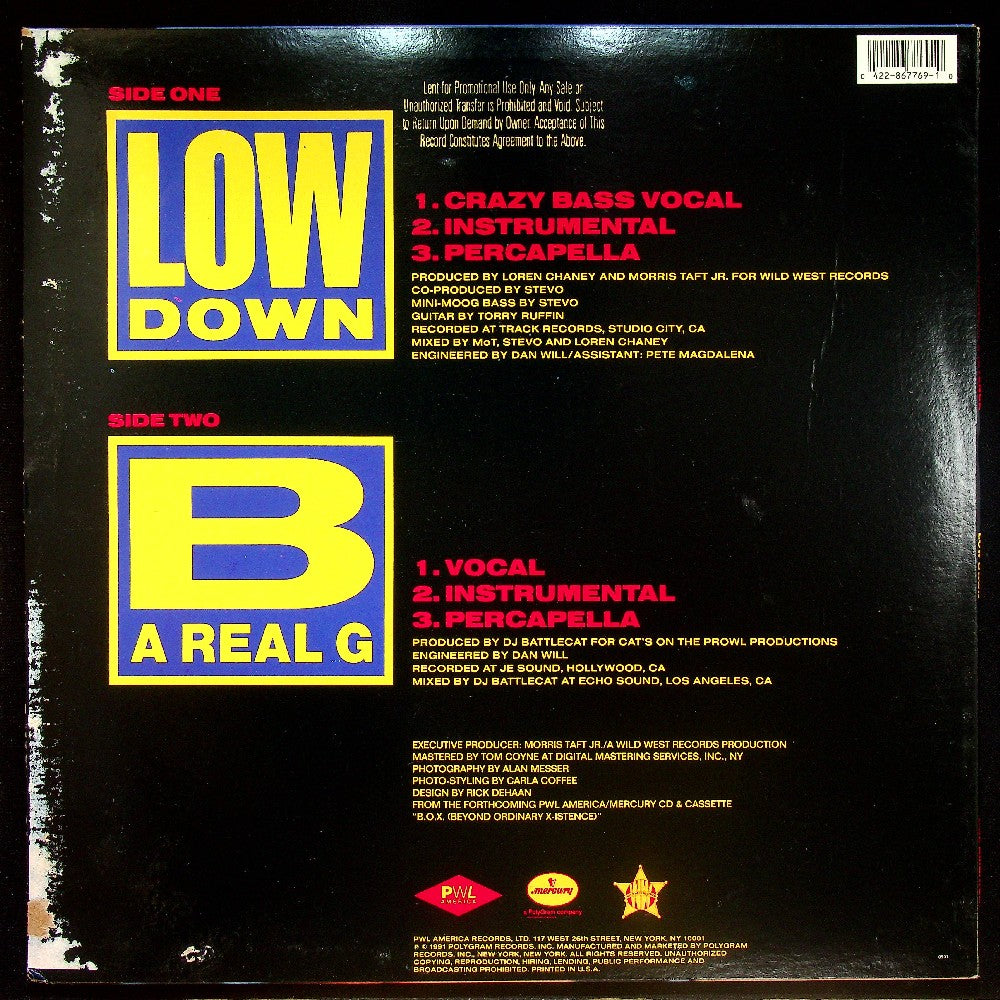 0 422-867769-1 0
SIDE ONE
Lent for Promotional Use Only Any Sale or
Unauthorized Transfer is Prohibited and Void. Subject
to Return Upon Demand by Owner. Acceptance of This
Record Constitutes Agreement to the Above.
LOW
DOWN
1. CRAZY BASS VOCAL
2. INSTRUMENTAL
3. PERCAPELLA
PRODUCED BY LOREN CHANEY AND MORRIS TAFT JR. FOR WILD WEST RECORDS
CO-PRODUCED BY STEVO
MINI-MOOG BASS BY STEVO
GUITAR BY TORRY RUFFIN
RECORDED AT TRACK RECORDS, STUDIO CITY, CA
MIXED BY MoT, STEVO AND LOREN CHANEY
ENGINEERED BY DAN WILL/ASSISTANT: PETE MAGDALENA
SIDE TWO
B
A REAL G
1. VOCAL
2. INSTRUMENTAL
3. PERCAPELLA
PRODUCED BY DJ BATTLECAT FOR CAT'S ON THE PROWL PRODUCTIONS
ENGINEERED BY DAN WILL
RECORDED AT JE SOUND, HOLLYWOOD, CA
MIXED BY DJ BATTLECAT AT ECHO SOUND, LOS ANGELES, CA
EXECUTIVE PRODUCER: MORRIS TAFT JR./A WILD WEST RECORDS PRODUCTION
MASTERED BY TOM COYNE AT DIGITAL MASTERING SERVICES, INC., NY
PHOTOGRAPHY BY ALAN MESSER
PHOTO-STYLING BY CARLA COFFEE
DESIGN BY RICK DEHAAN
FROM THE FORTHCOMING PWL AMERICA/MERCURY CD & CASSETTE
"B.O.X. (BEYOND ORDINARY X-ISTENCE)"
PWL
AMERICA
mercury
a PolyGram company
PWL AMERICA RECORDS, LTD. 117 WEST 26th STREET, NEW YORK, NY 10001
℗ © 1991 POLYGRAM RECORDS, INC. MANUFACTURED AND MARKETED BY POLYGRAM
RECORDS, INC., NEW YORK, NY. ALL RIGHTS RESERVED. UNAUTHORIZED
COPYING, REPRODUCTION, HIRING, LENDING, PUBLIC PERFORMANCE AND
BROADCASTING PROHIBITED. PRINTED IN U.S.A.